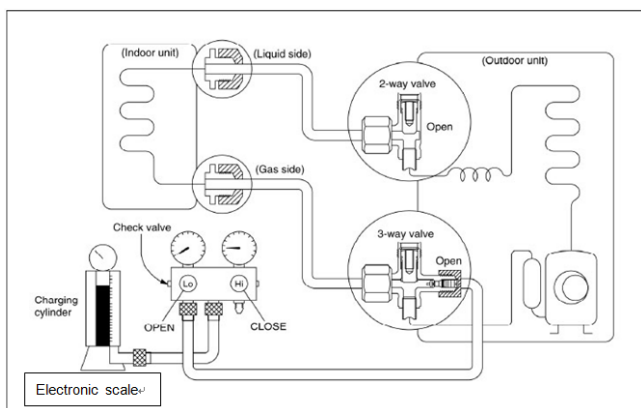 (Indoor unit)
(Liquid side)
2-way valve
(Outdoor unit)
Open
(Gas side)
3-way valve
Open
Check valve
Lo
Hi
Charging
cylinder
OPEN
CLOSE
Electronic scale